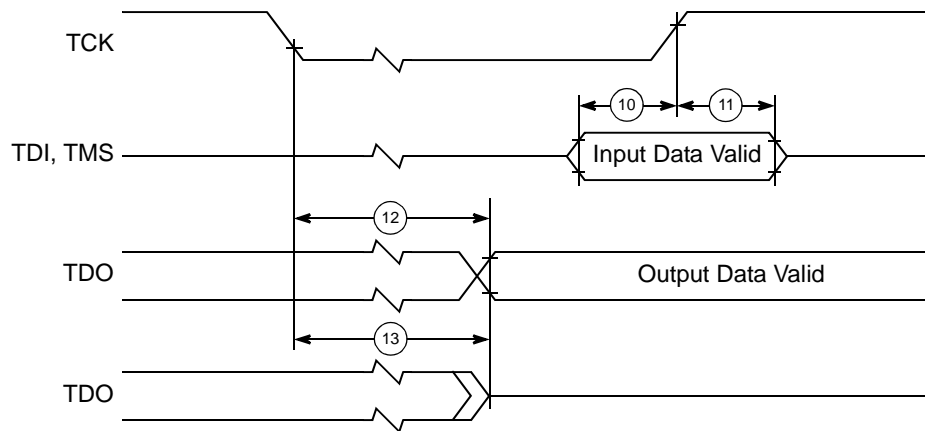 TCK
10
11
TDI, TMS
Input Data Valid
12
TDO
Output Data Valid
13
TDO